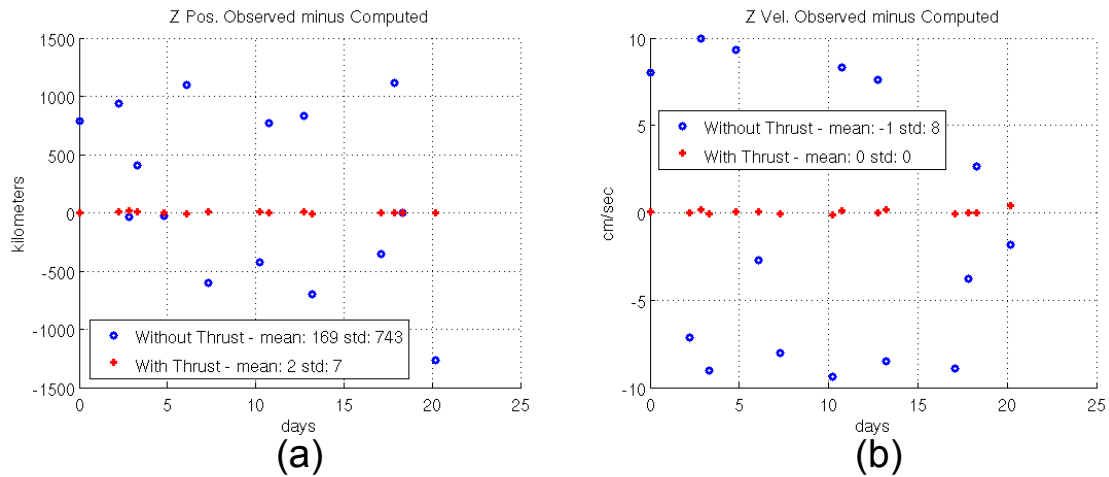 Z Pos. Observed minus Computed
1500
1000
500
0
-500
-1000
-1500
kilometers
Without Thrust - mean: 169 std: 743
With Thrust - mean: 2 std: 7
0 5 10 15 20 25
days
(a)
Z Vel. Observed minus Computed
10
5
0
-5
-10
cm/sec
Without Thrust - mean: -1 std: 8
With Thrust - mean: 0 std: 0
0 5 10 15 20 25
days
(b)